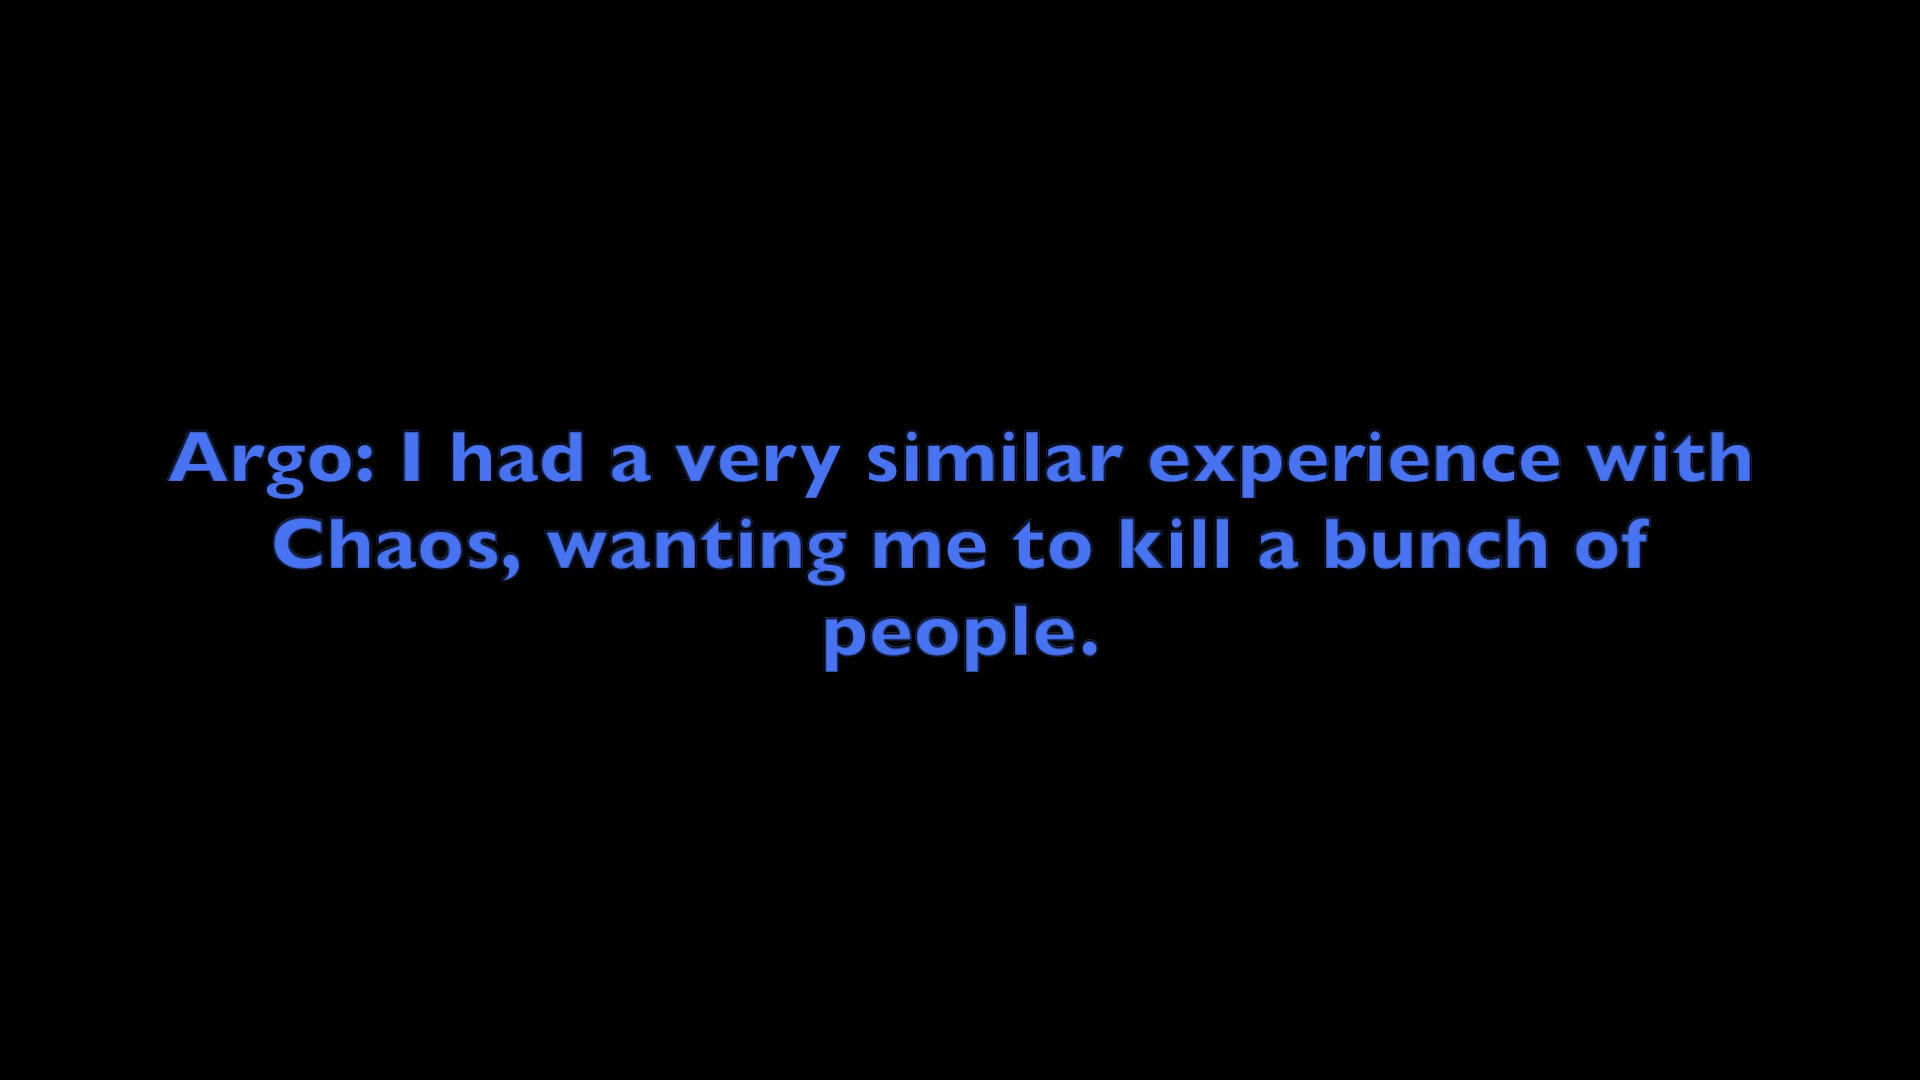 Argo: I had a very similar experience with
Chaos, wanting me to kill a bunch of
people.